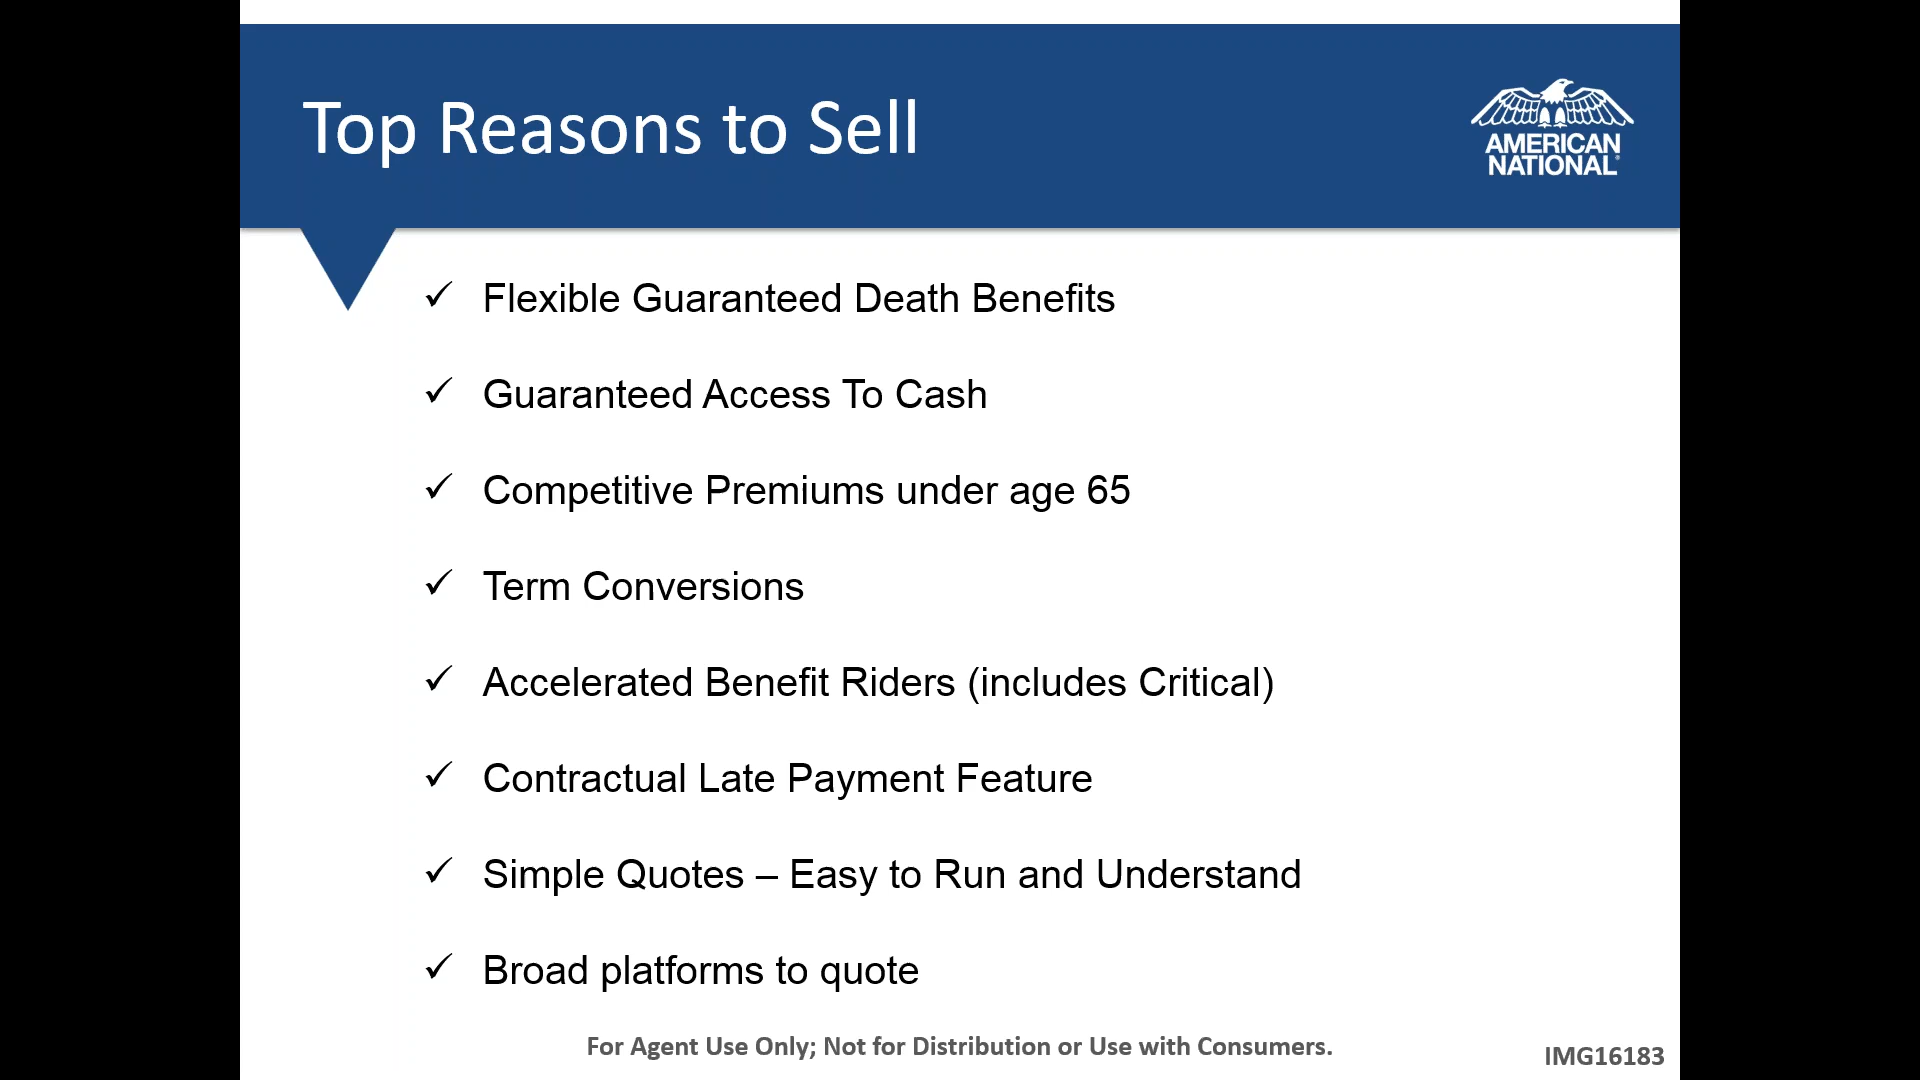 Top Reasons to Sell
AMERICAN
NATIONAL®
✓ Flexible Guaranteed Death Benefits
✓ Guaranteed Access To Cash
✓ Competitive Premiums under age 65
✓ Term Conversions
✓ Accelerated Benefit Riders (includes Critical)
✓ Contractual Late Payment Feature
✓ Simple Quotes – Easy to Run and Understand
✓ Broad platforms to quote
For Agent Use Only; Not for Distribution or Use with Consumers.
IMG16183